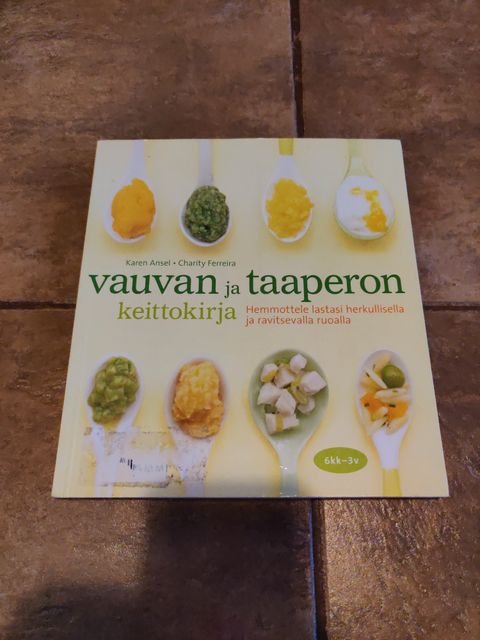 Karen Ansel • Charity Ferreira
vauvan ja taaperon
keittokirja
Hemmottele lastasi herkullisella
ja ravitsevalla ruoalla
6kk–3v